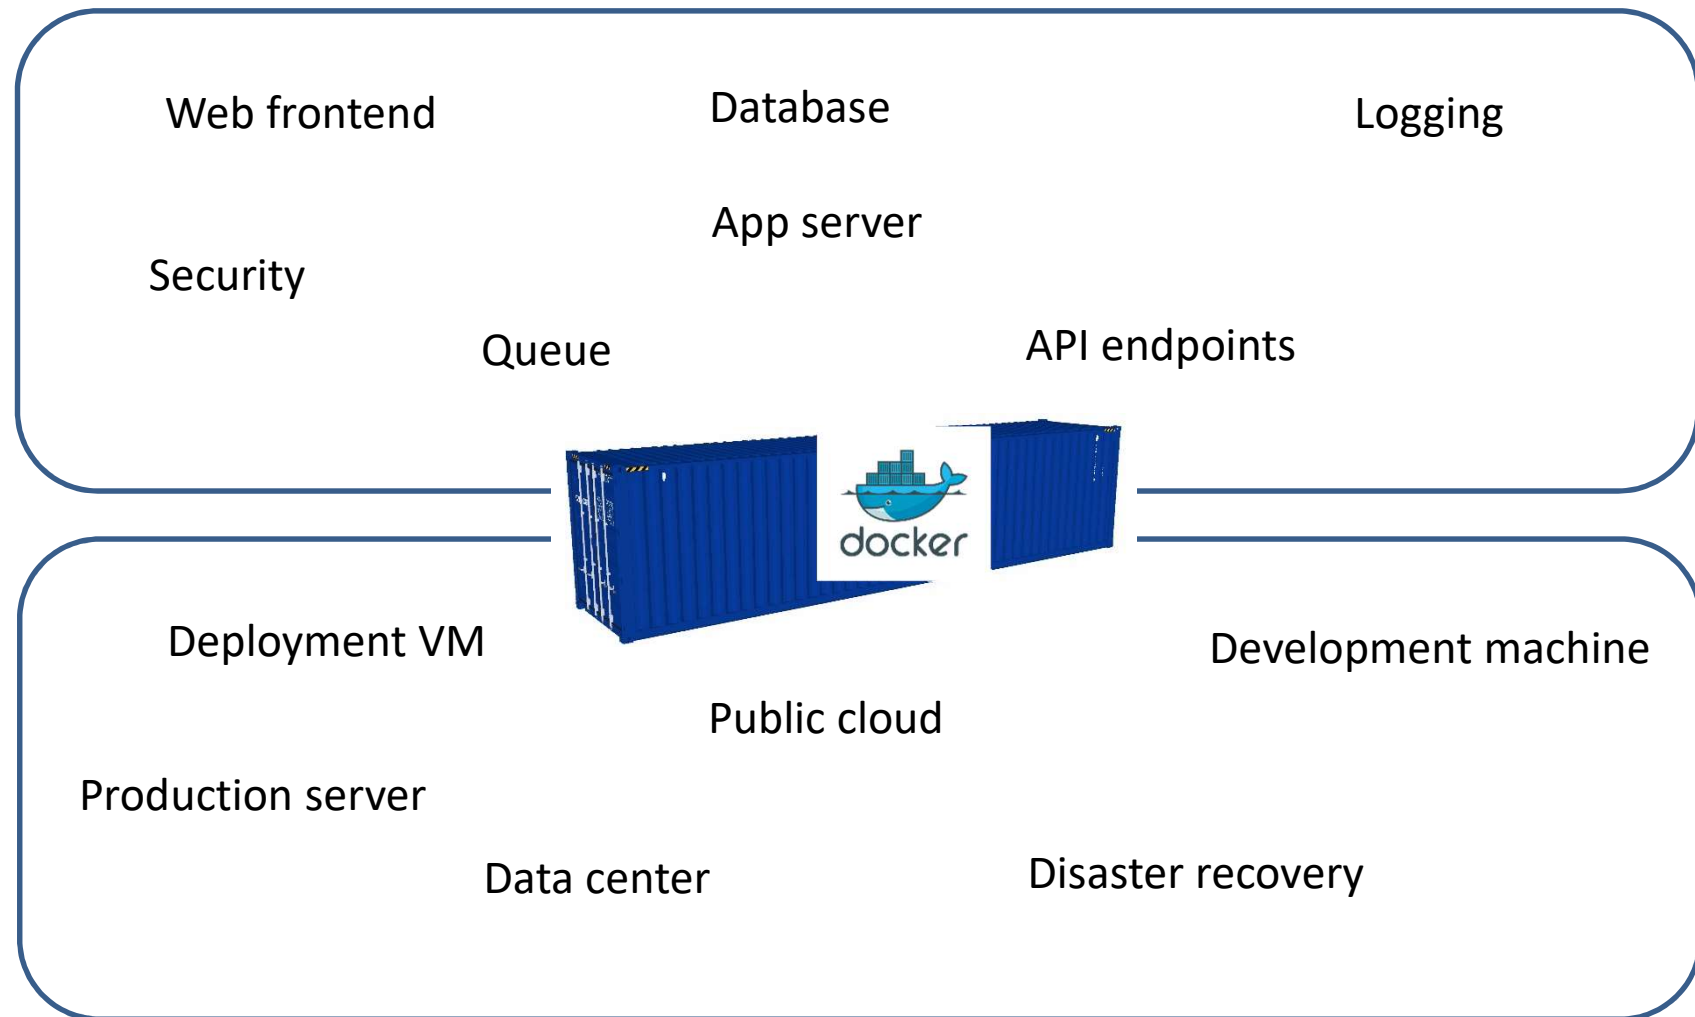 Web frontend
Database
Logging
App server
Security
Queue
API endpoints
docker
Deployment VM
Development machine
Public cloud
Production server
Data center
Disaster recovery